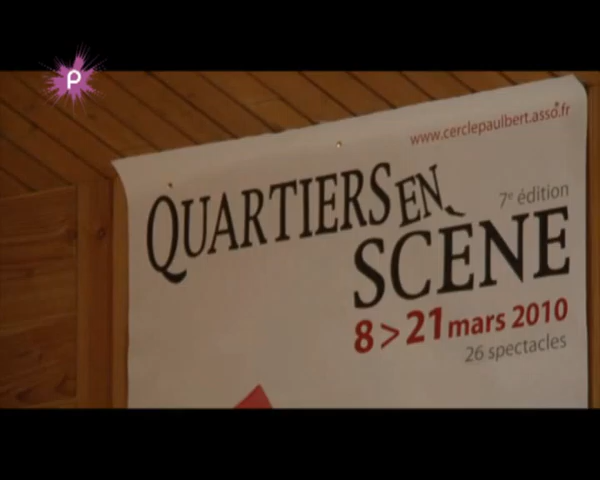 P
www.cerclepaulbert.asso.fr
7e édition
QUARTIERS EN
SCÈNE
8 > 21 mars 2010
26 spectacles